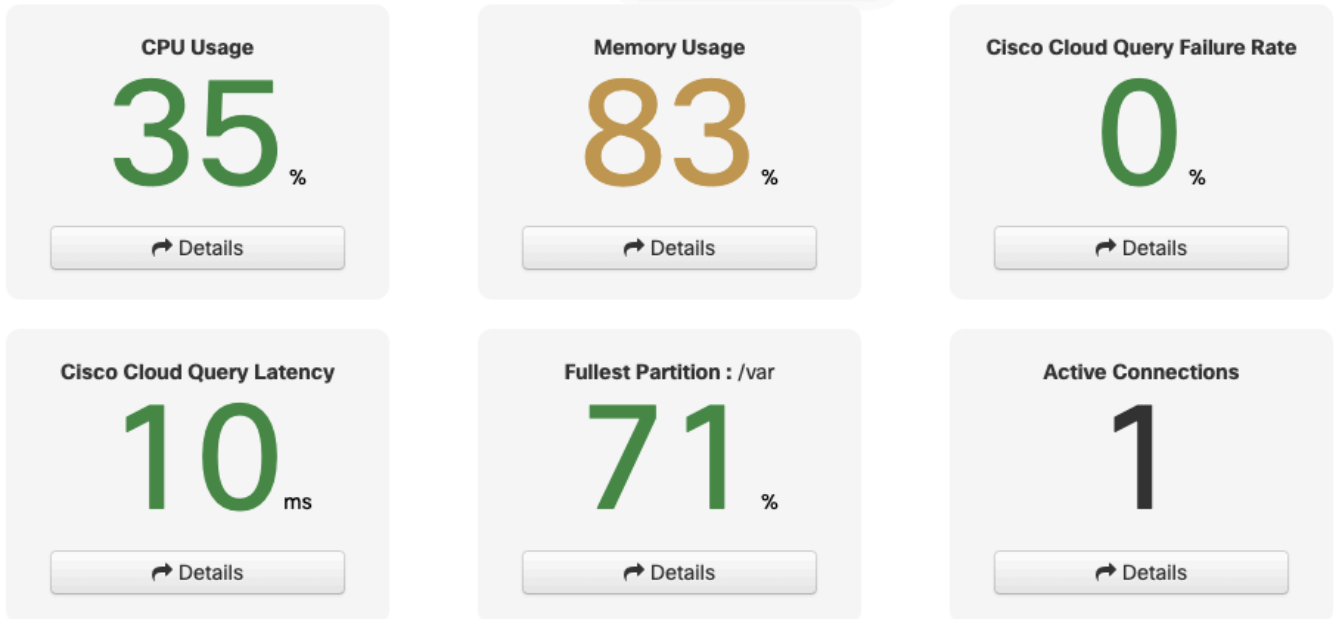 CPU Usage
35 %
Details
Memory Usage
83 %
Details
Cisco Cloud Query Failure Rate
0 %
Details
Cisco Cloud Query Latency
10 ms
Details
Fullest Partition : /var
71 %
Details
Active Connections
1
Details